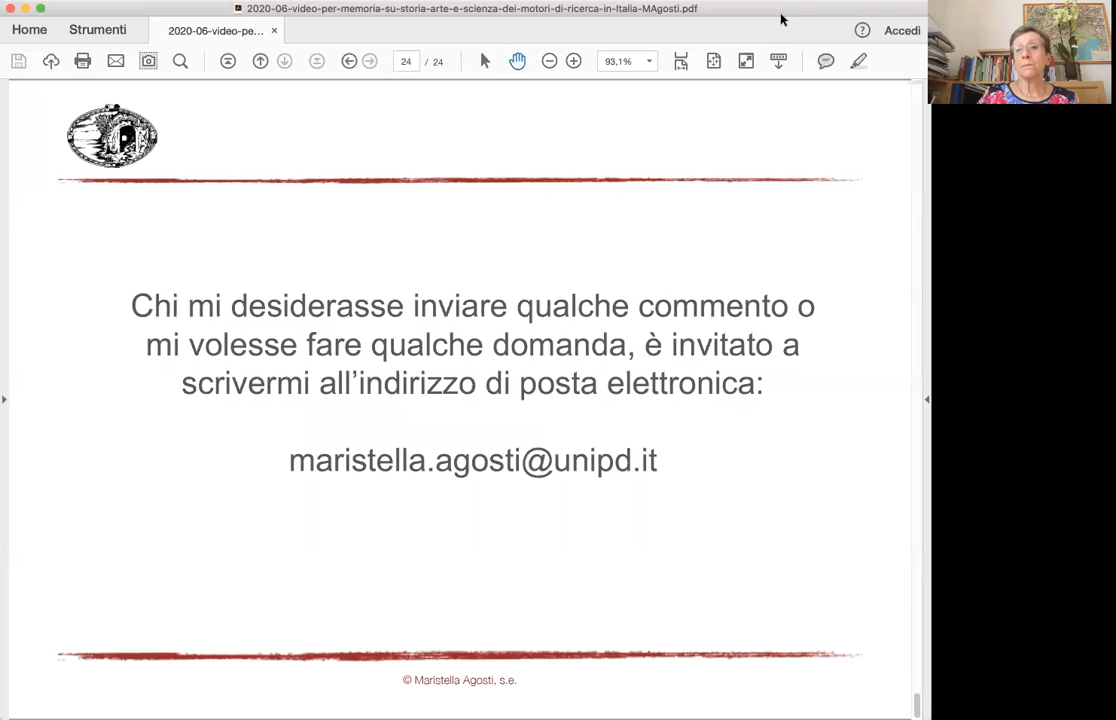 2020-06-video-per-memoria-su-storia-arte-e-scienza-dei-motori-di-ricerca-in-Italia-MAgosti.pdf
Home
Strumenti
2020-06-video-pe... ×
Accedi
24 / 24
93,1%
Chi mi desiderasse inviare qualche commento o
mi volesse fare qualche domanda, è invitato a
scrivermi all’indirizzo di posta elettronica:
maristella.agosti@unipd.it
© Maristella Agosti, s.e.